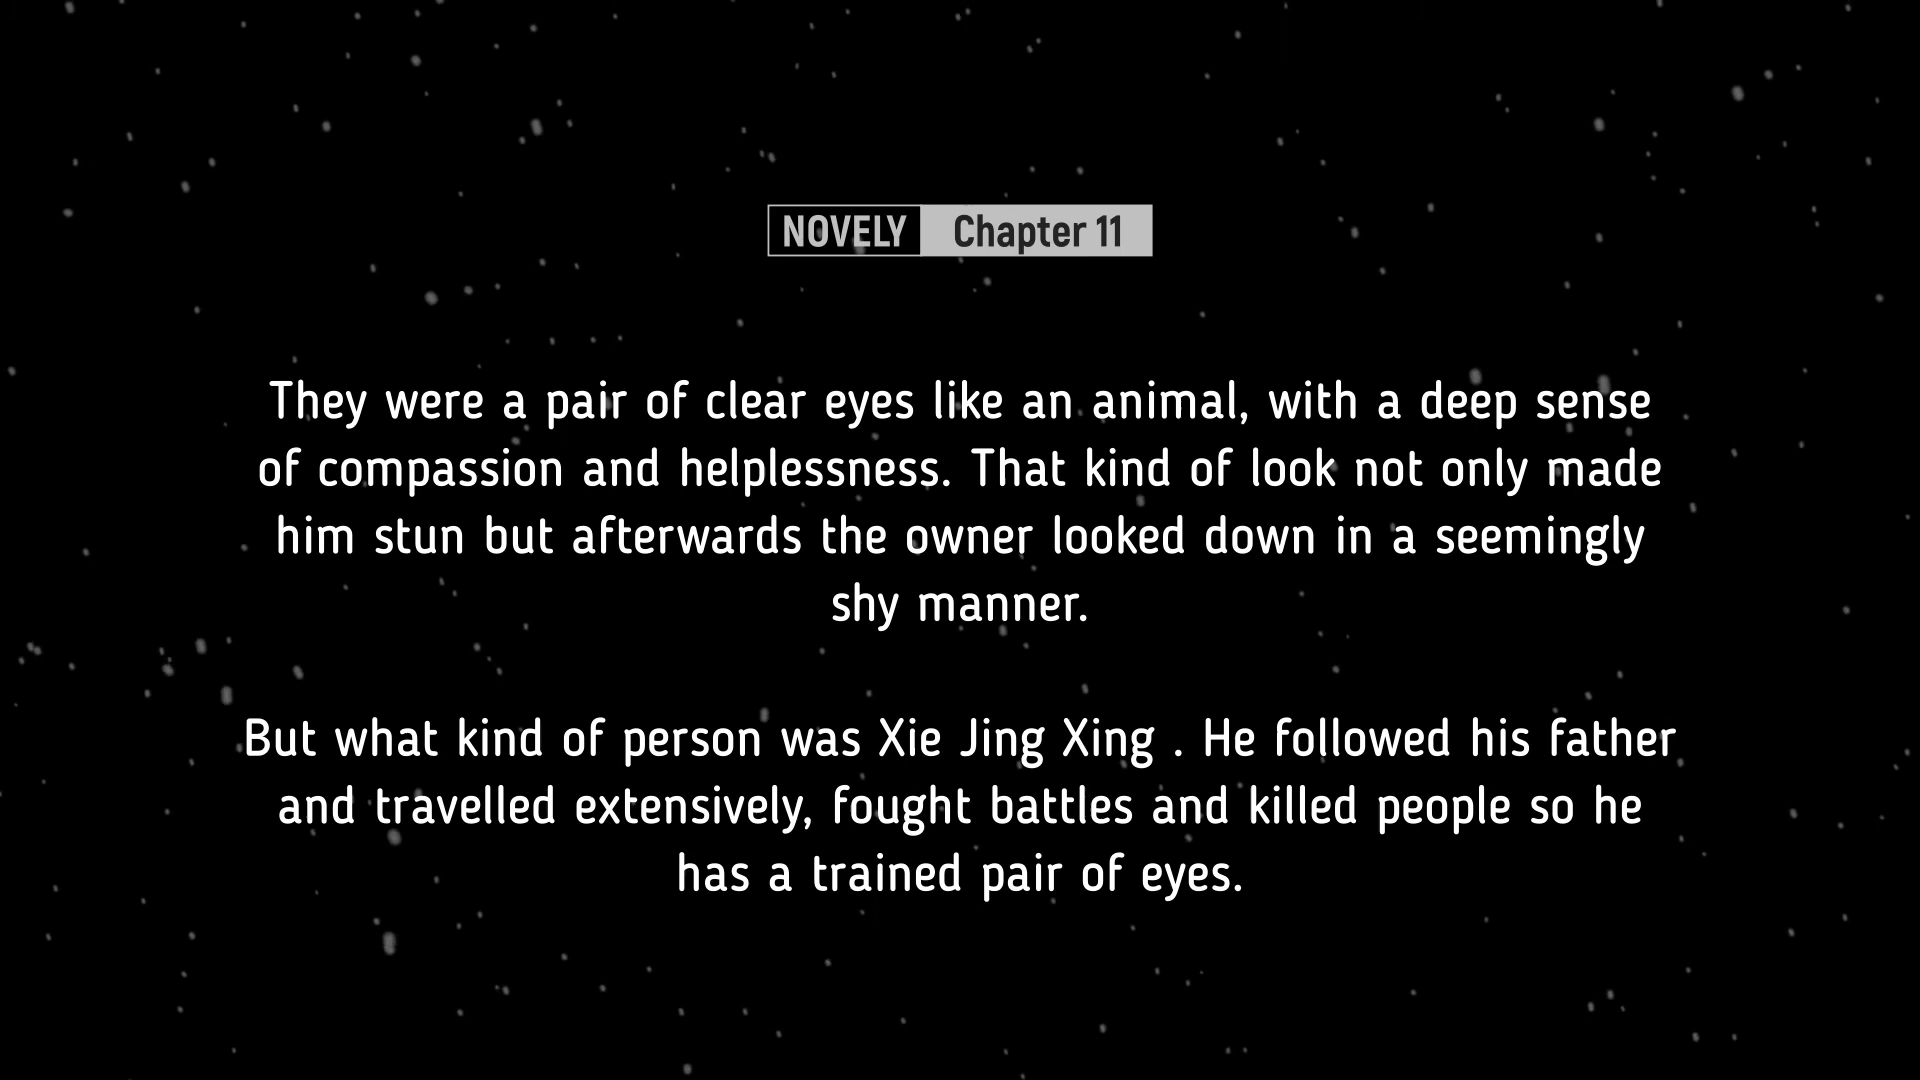 NOVELY Chapter 11
They were a pair of clear eyes like an animal, with a deep sense
of compassion and helplessness. That kind of look not only made
him stun but afterwards the owner looked down in a seemingly
shy manner.
But what kind of person was Xie Jing Xing . He followed his father
and travelled extensively, fought battles and killed people so he
has a trained pair of eyes.